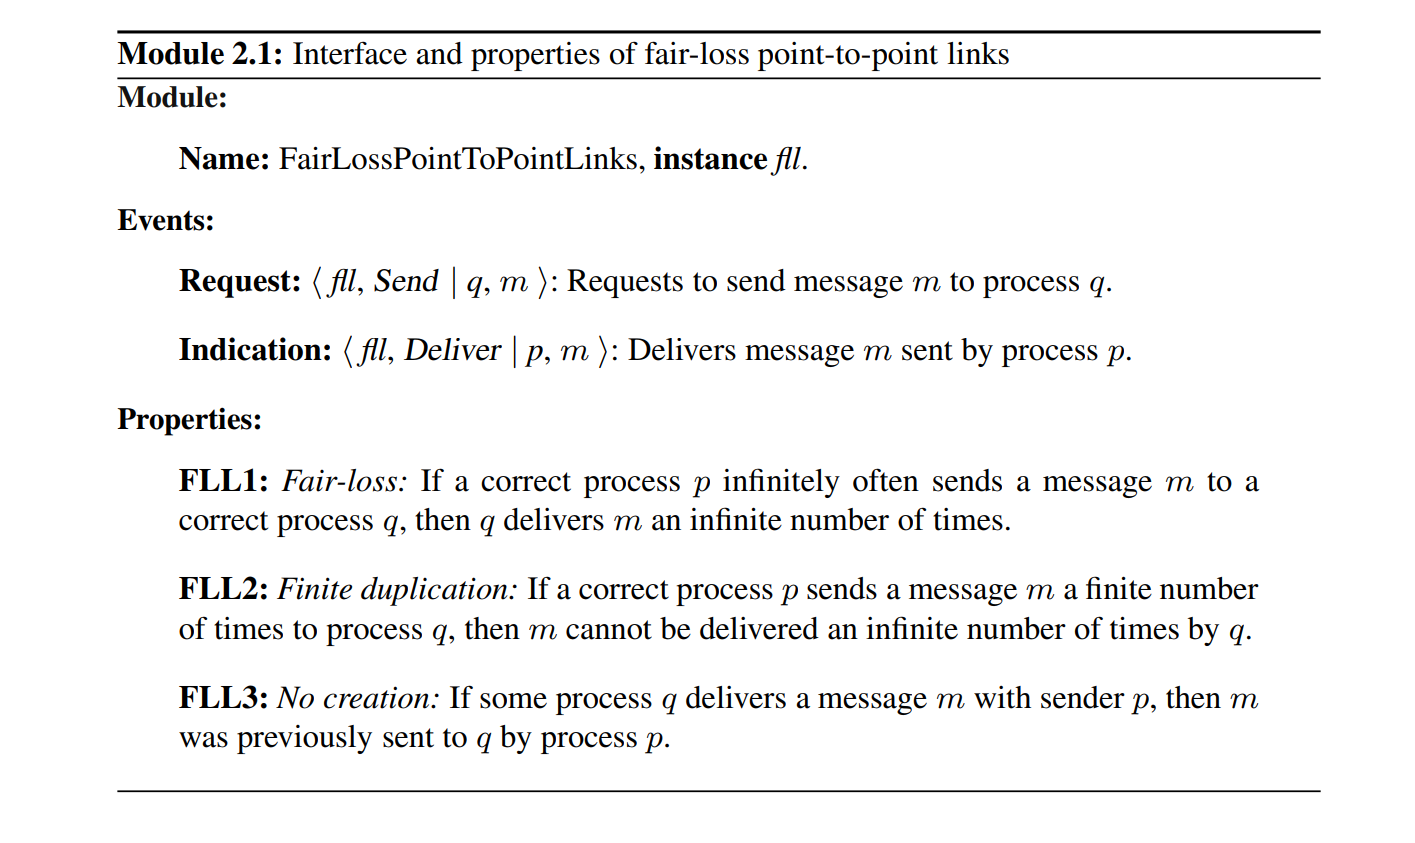 Module 2.1: Interface and properties of fair-loss point-to-point links
Module:
Name: FairLossPointToPointLinks, instance fll.
Events:
Request: ⟨ fll, Send | q, m ⟩: Requests to send message m to process q.
Indication: ⟨ fll, Deliver | p, m ⟩: Delivers message m sent by process p.
Properties:
FLL1: Fair-loss: If a correct process p infinitely often sends a message m to a
correct process q, then q delivers m an infinite number of times.
FLL2: Finite duplication: If a correct process p sends a message m a finite number
of times to process q, then m cannot be delivered an infinite number of times by q.
FLL3: No creation: If some process q delivers a message m with sender p, then m
was previously sent to q by process p.